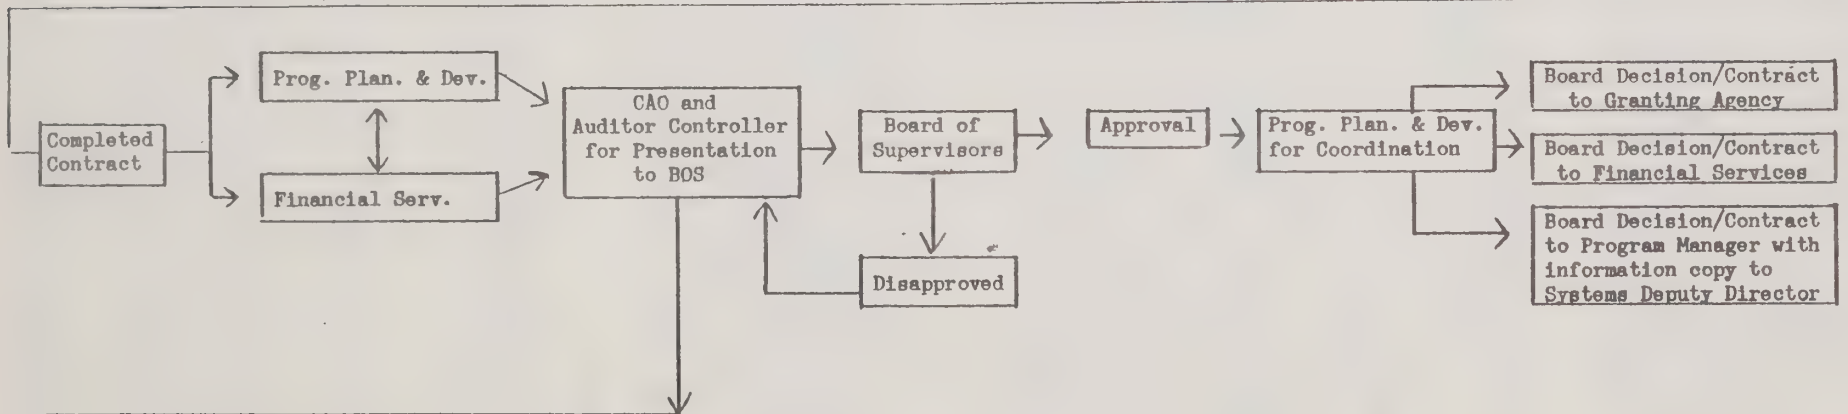 Completed
Contract
Prog. Plan. & Dev.
Financial Serv.
CAO and
Auditor Controller
for Presentation
to BOS
Board of
Supervisors
Disapproved
Approval
Prog. Plan. & Dev.
for Coordination
Board Decision/Contract
to Granting Agency
Board Decision/Contract
to Financial Services
Board Decision/Contract
to Program Manager with
information copy to
Systems Deputy Director